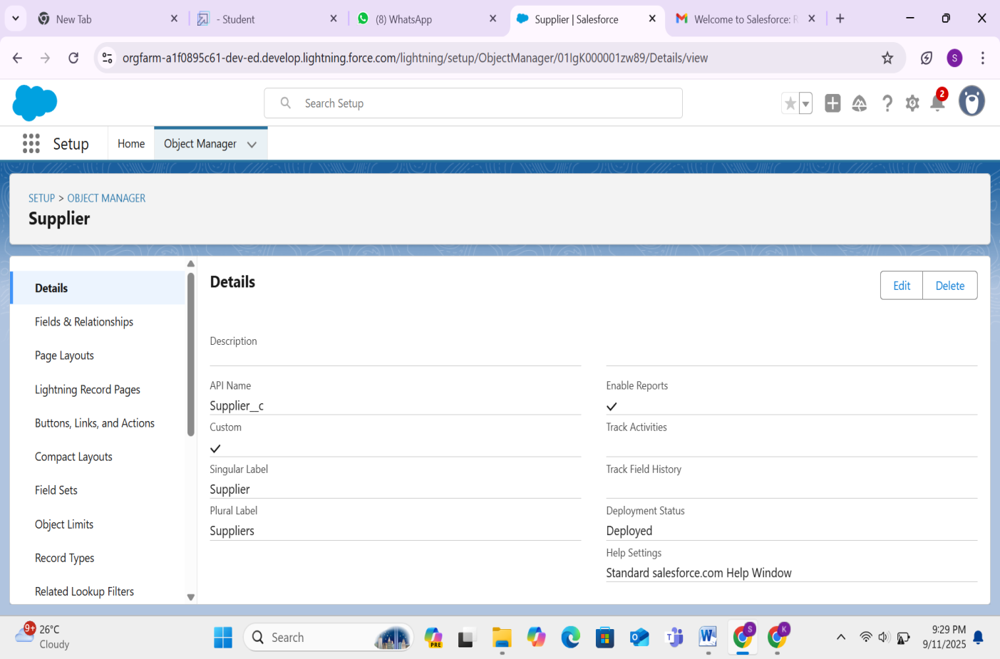 New Tab
- Student
(8) WhatsApp
Supplier | Salesforce
Welcome to Salesforce: R
orgfarm-a1f0895c61-dev-ed.develop.lightning.force.com/lightning/setup/ObjectManager/01IgK000001zw89/Details/view
S
Search Setup
2
Setup
Home
Object Manager
SETUP > OBJECT MANAGER
Supplier
Details
Fields & Relationships
Page Layouts
Lightning Record Pages
Buttons, Links, and Actions
Compact Layouts
Field Sets
Object Limits
Record Types
Related Lookup Filters
Details
Edit
Delete
Description
API Name
Supplier__c
Custom
Singular Label
Supplier
Plural Label
Suppliers
Enable Reports
Track Activities
Track Field History
Deployment Status
Deployed
Help Settings
Standard salesforce.com Help Window
9+
26°C
Cloudy
Search
PRE
S
K
9:29 PM
9/11/2025